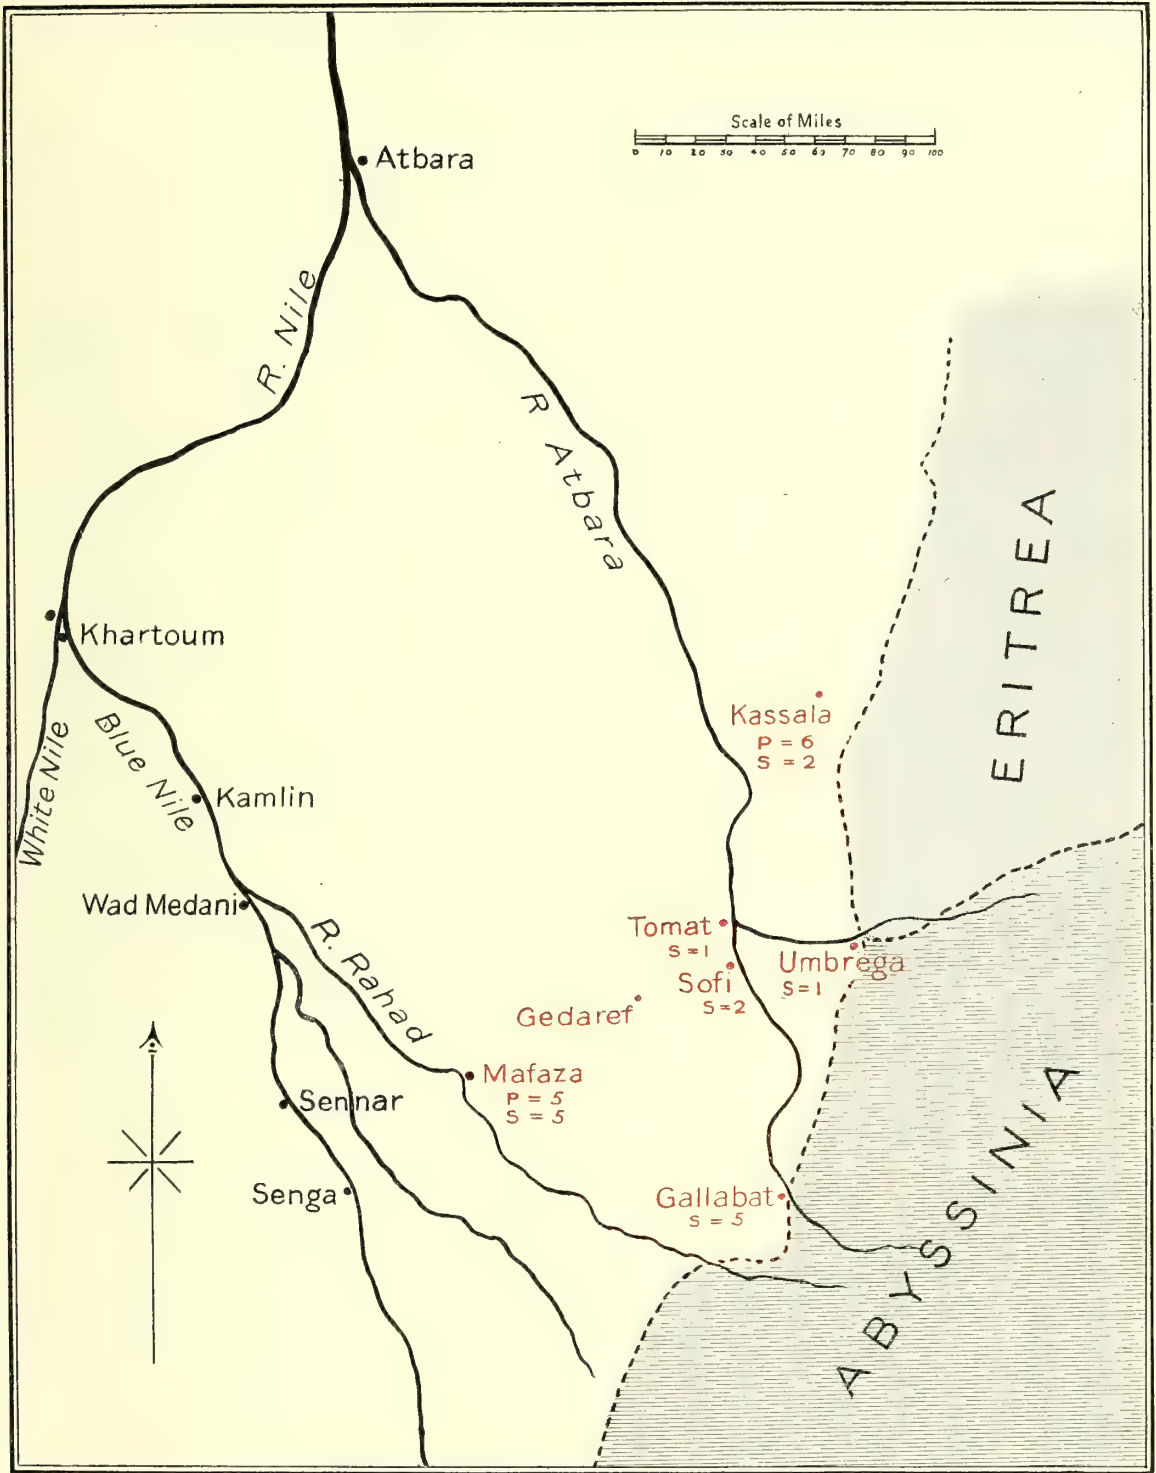 Scale of Miles
0 10 20 30 40 50 60 70 80 90 100
Atbara
R. Nile
R Atbara
ERITREA
Khartoum
Kassala
P = 6
S = 2
White Nile
Blue Nile
Kamlin
Wad Medani
R. Rahad
Tomat
S = 1
Umbrega
S = 1
Sofi
S = 2
Gedaref
Mafaza
P = 5
S = 5
Sennar
ABYSSINIA
Senga
Gallabat
S = 5